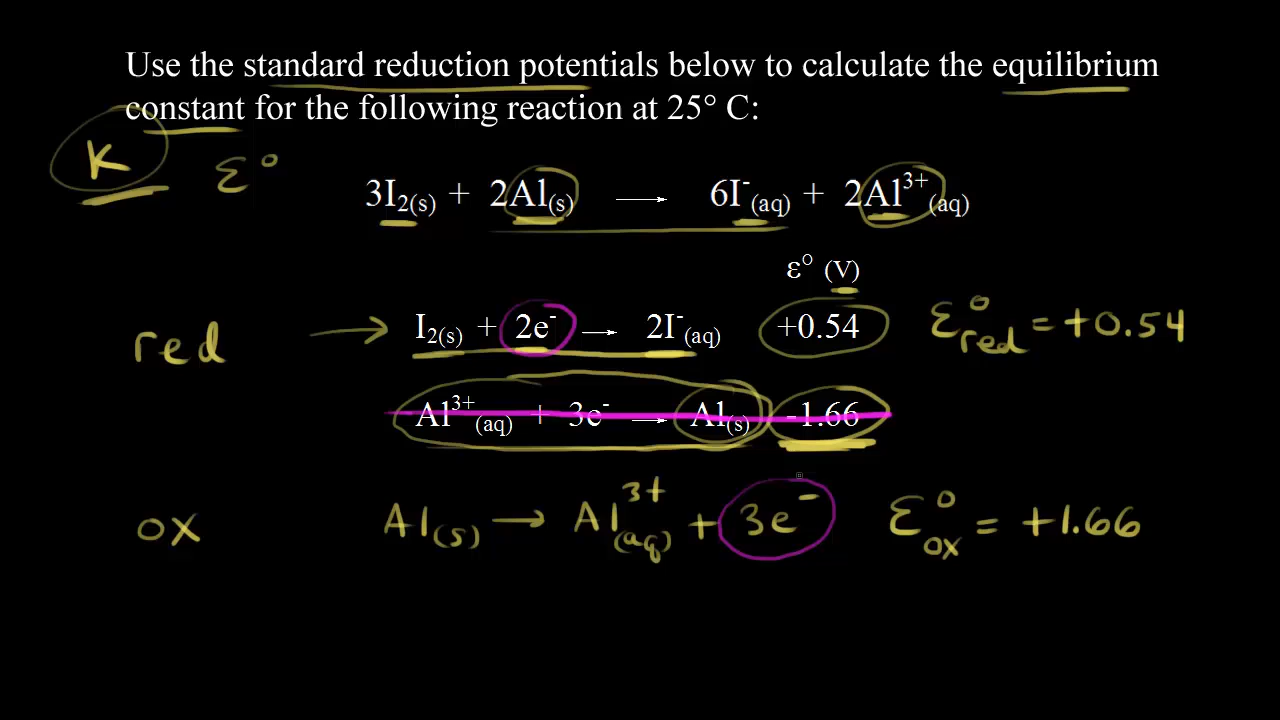 Use the standard reduction potentials below to calculate the equilibrium
constant for the following reaction at 25° C:
K ε°
3I₂(s) + 2Al(s) → 6I⁻(aq) + 2Al³⁺(aq)
ε° (V)
red → I₂(s) + 2e⁻ → 2I⁻(aq) +0.54 ε°red = +0.54
Al³⁺(aq) + 3e⁻ → Al(s) -1.66
ox Al(s) → Al³⁺(aq) + 3e⁻ ε°ox = +1.66